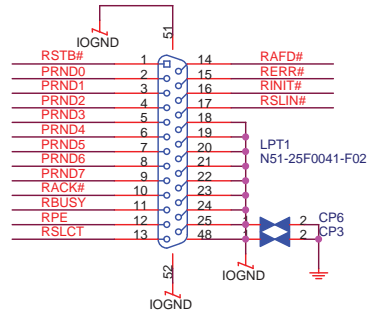 51
IOGND
RSTB# 1 14 RAFD#
PRND0 2 15 RERR#
PRND1 3 16 RINIT#
PRND2 4 17 RSLIN#
PRND3 5 18
PRND4 6 19
PRND5 7 20
PRND6 8 21
PRND7 9 22
RACK# 10 23
RBUSY 11 24
RPE 12 25
RSLCT 13 48
LPT1
N51-25F0041-F02
2 CP6
2 CP3
52
IOGND
IOGND